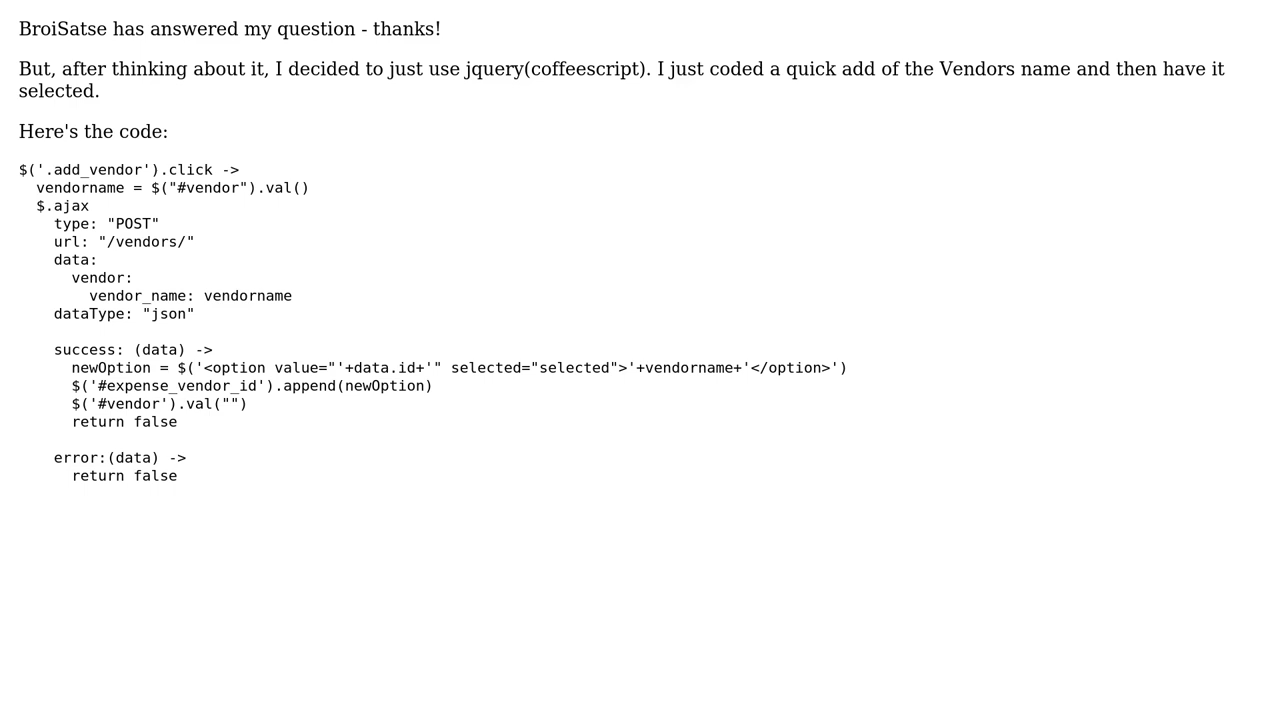 BroiSatse has answered my question - thanks!
But, after thinking about it, I decided to just use jquery(coffeescript). I just coded a quick add of the Vendors name and then have it
selected.
Here's the code:
$('.add_vendor').click ->
  vendorname = $("#vendor").val()
  $.ajax
    type: "POST"
    url: "/vendors/"
    data:
      vendor:
        vendor_name: vendorname
    dataType: "json"

    success: (data) ->
      newOption = $('<option value="'+data.id+'" selected="selected">'+vendorname+'</option>')
      $('#expense_vendor_id').append(newOption)
      $('#vendor').val("")
      return false

    error:(data) ->
      return false